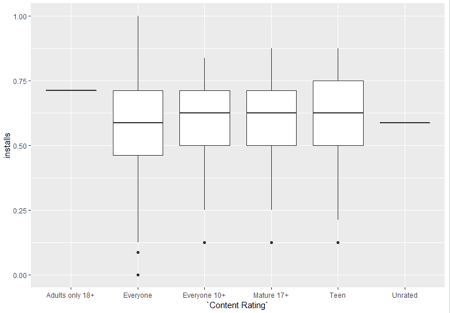 1.00
0.75
0.50
0.25
0.00
installs
Adults only 18+
Everyone
Everyone 10+
Mature 17+
Teen
Unrated
`Content Rating`